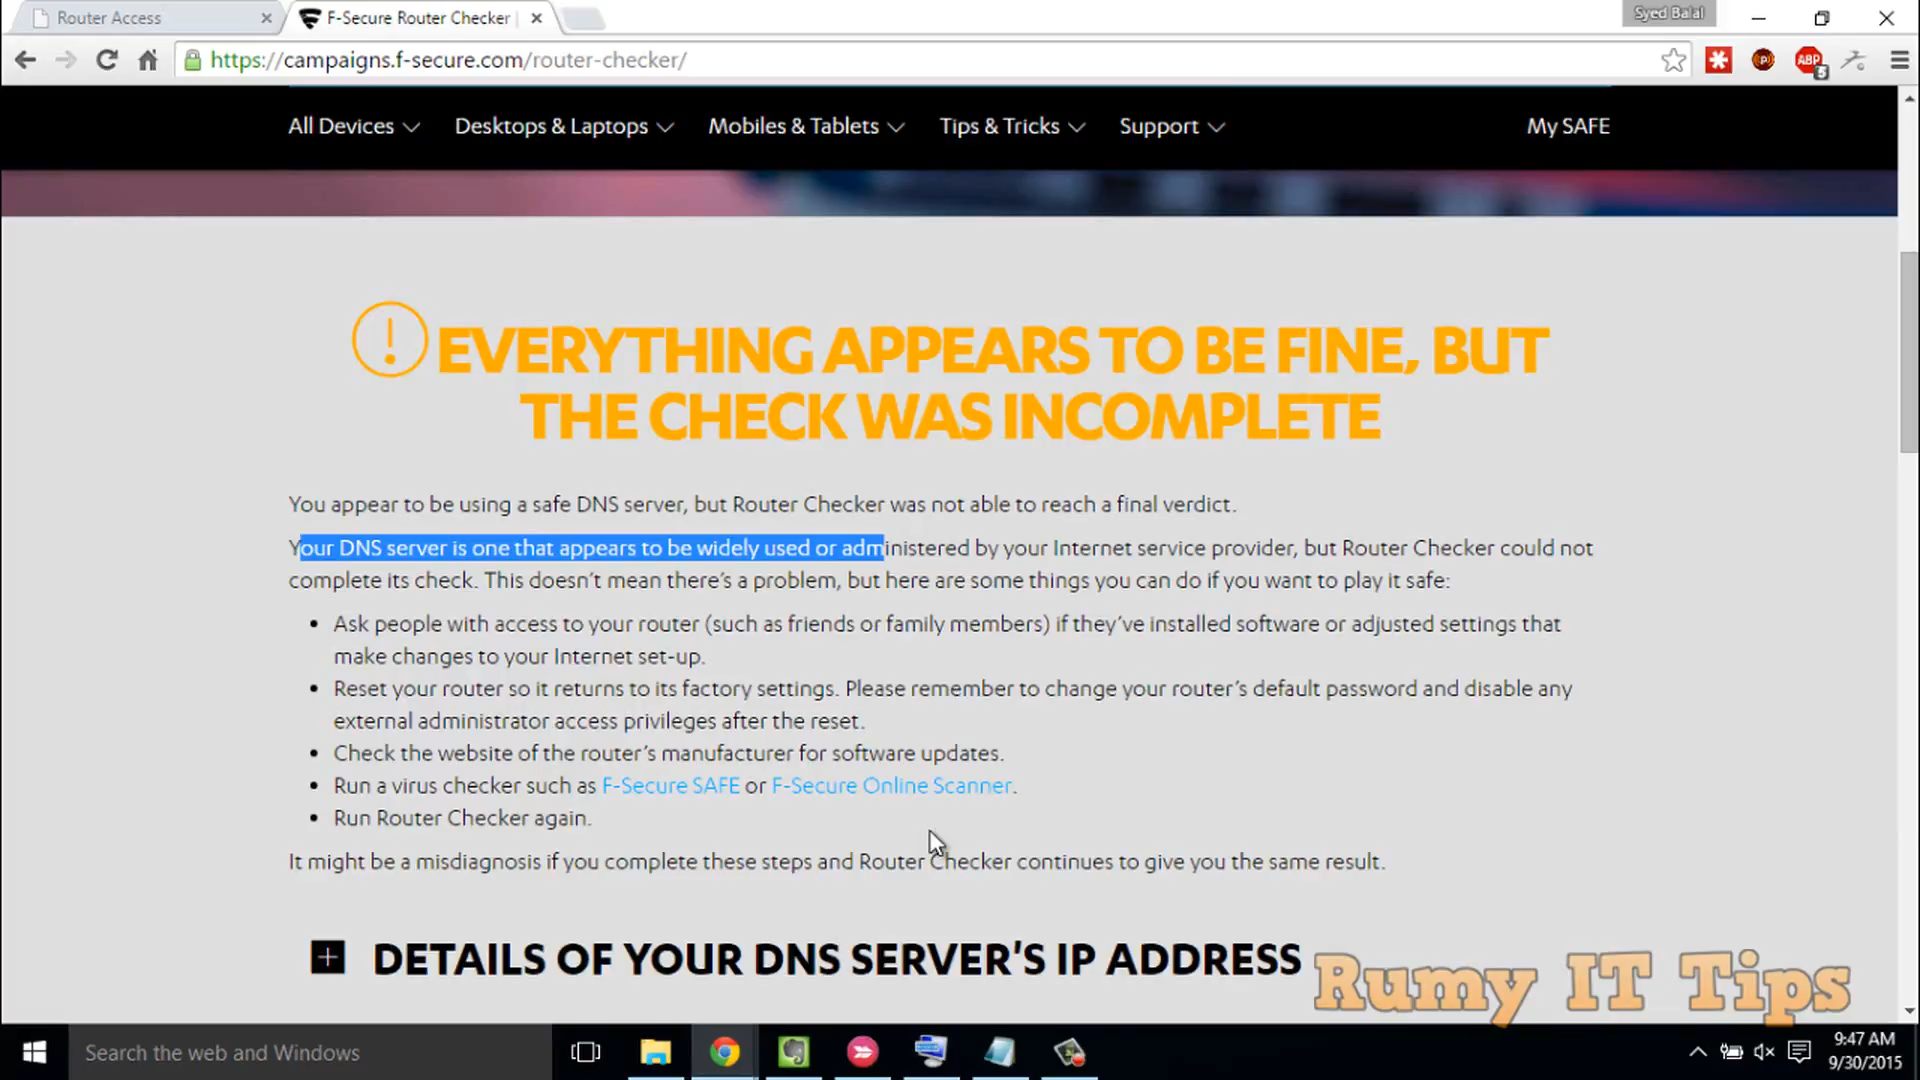 Router Access
F-Secure Router Checker
Syed Balal
https://campaigns.f-secure.com/router-checker/
ABP
5
All Devices
Desktops & Laptops
Mobiles & Tablets
Tips & Tricks
Support
My SAFE
EVERYTHING APPEARS TO BE FINE, BUT
THE CHECK WAS INCOMPLETE
You appear to be using a safe DNS server, but Router Checker was not able to reach a final verdict.
Your DNS server is one that appears to be widely used or administered by your Internet service provider, but Router Checker could not
complete its check. This doesn't mean there's a problem, but here are some things you can do if you want to play it safe:
• Ask people with access to your router (such as friends or family members) if they've installed software or adjusted settings that
make changes to your Internet set-up.
• Reset your router so it returns to its factory settings. Please remember to change your router's default password and disable any
external administrator access privileges after the reset.
• Check the website of the router's manufacturer for software updates.
• Run a virus checker such as F-Secure SAFE or F-Secure Online Scanner.
• Run Router Checker again.
It might be a misdiagnosis if you complete these steps and Router Checker continues to give you the same result.
DETAILS OF YOUR DNS SERVER'S IP ADDRESS
Rumy IT Tips
Search the web and Windows
9:47 AM
9/30/2015